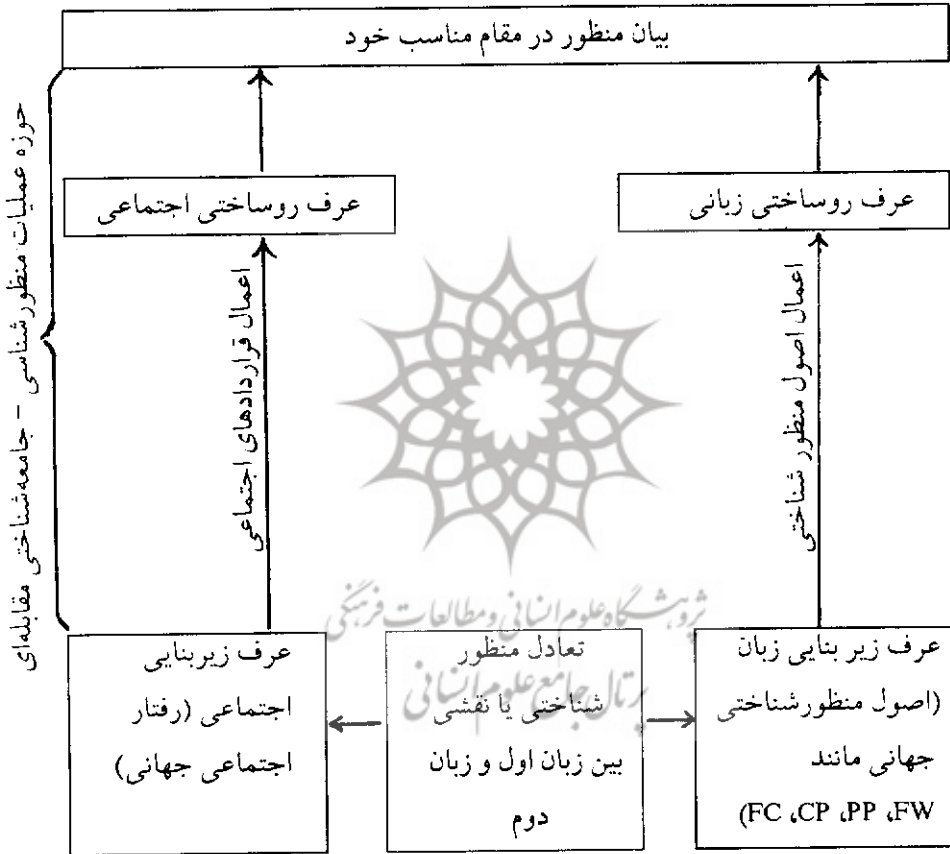 بیان منظور در مقام مناسب خود
عرف روساختی زبانی
عرف روساختی اجتماعی
اعمال اصول منظور شناختی
اعمال قراردادهای اجتماعی
حوزه عملیات منظور شناسی - جامعه‌شناختی مقابله‌ای
پژوهشگاه علوم انسانی و مطالعات فرهنگی
پرتال جامع علوم انسانی
عرف زیر بنایی زبان
(اصول منظورشناختی
جهانی مانند
FC ،CP ،PP ،FW)
تعادل منظور
شناختی یا نقشی
بین زبان اول و زبان
دوم
عرف زیربنایی
اجتماعی (رفتار
اجتماعی جهانی)